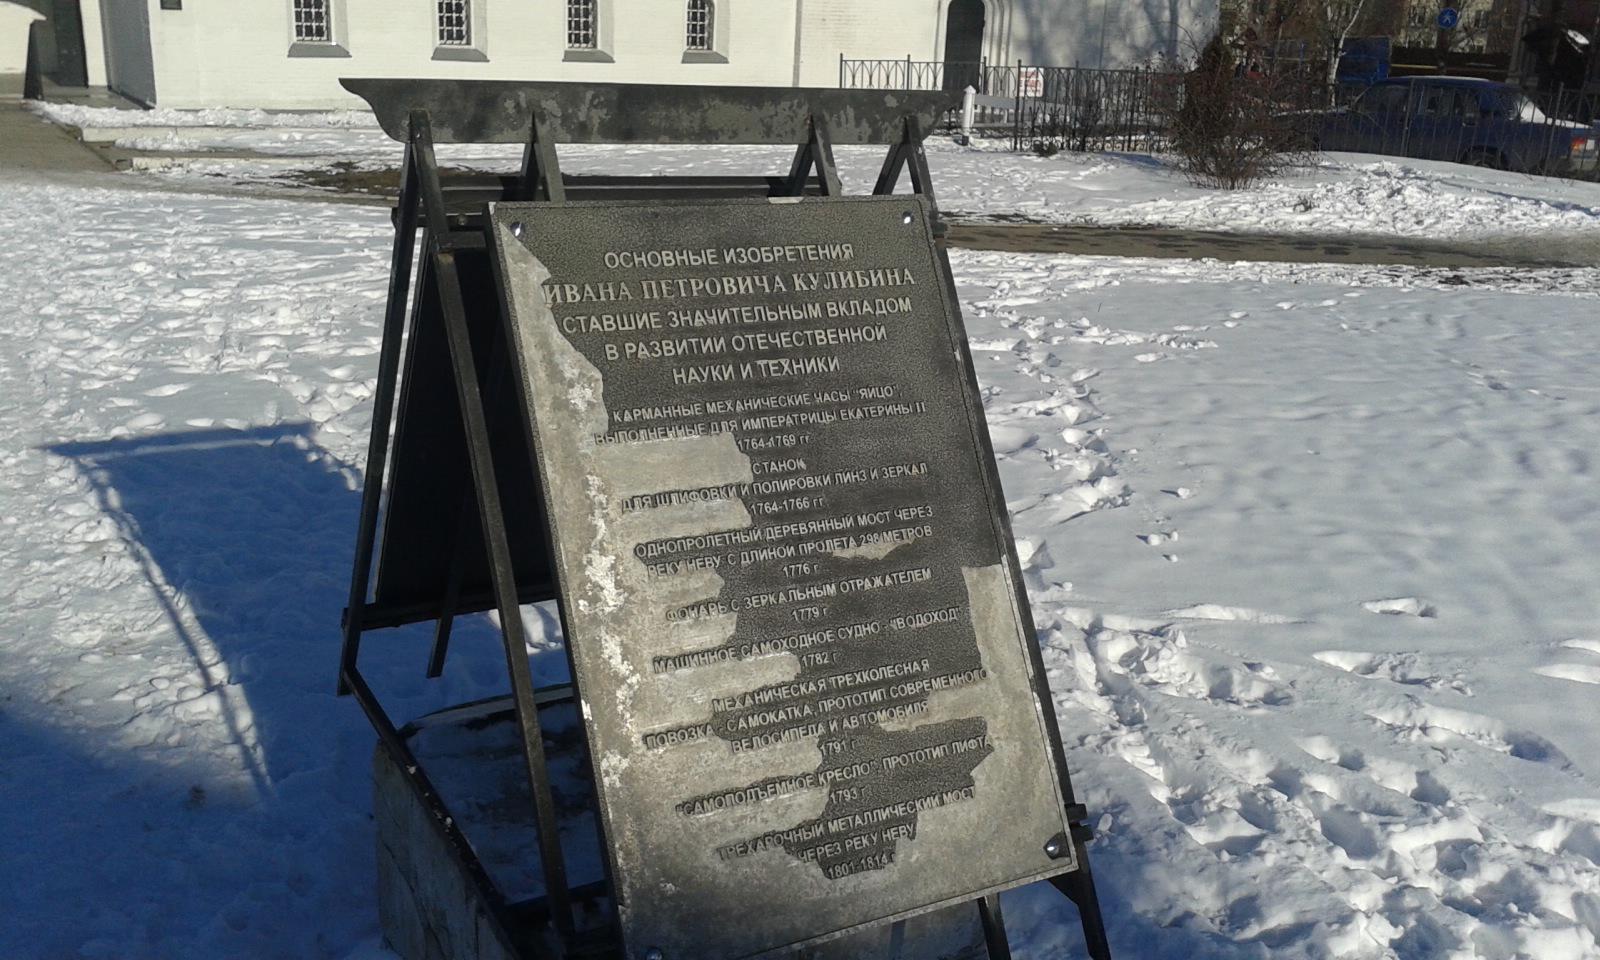 ОСНОВНЫЕ ИЗОБРЕТЕНИЯ
ИВАНА ПЕТРОВИЧА КУЛИБИНА
СТАВШИЕ ЗНАЧИТЕЛЬНЫМ ВКЛАДОМ
В РАЗВИТИИ ОТЕЧЕСТВЕННОЙ
НАУКИ И ТЕХНИКИ
КАРМАННЫЕ МЕХАНИЧЕСКИЕ ЧАСЫ "ЯЙЦО",
ВЫПОЛНЕННЫЕ ДЛЯ ИМПЕРАТРИЦЫ ЕКАТЕРИНЫ II
1764-1769 гг
СТАНОК
ДЛЯ ШЛИФОВКИ И ПОЛИРОВКИ ЛИНЗ И ЗЕРКАЛ
1764-1766 гг
ОДНОПРОЛЕТНЫЙ ДЕРЕВЯННЫЙ МОСТ ЧЕРЕЗ
РЕКУ НЕВУ С ДЛИНОЙ ПРОЛЕТА 298 МЕТРОВ
1776 г
ФОНАРЬ С ЗЕРКАЛЬНЫМ ОТРАЖАТЕЛЕМ
1779 г
МАШИННОЕ САМОХОДНОЕ СУДНО - "ВОДОХОД"
1782 г
МЕХАНИЧЕСКАЯ ТРЕХКОЛЕСНАЯ
ПОВОЗКА - САМОКАТКА, ПРОТОТИП СОВРЕМЕННОГО
ВЕЛОСИПЕДА И АВТОМОБИЛЯ
1791 г
"САМОПОДЪЕМНОЕ КРЕСЛО"- ПРОТОТИП ЛИФТА
1793 г
ТРЕХАРОЧНЫЙ МЕТАЛЛИЧЕСКИЙ МОСТ
ЧЕРЕЗ РЕКУ НЕВУ
1801-1814 г